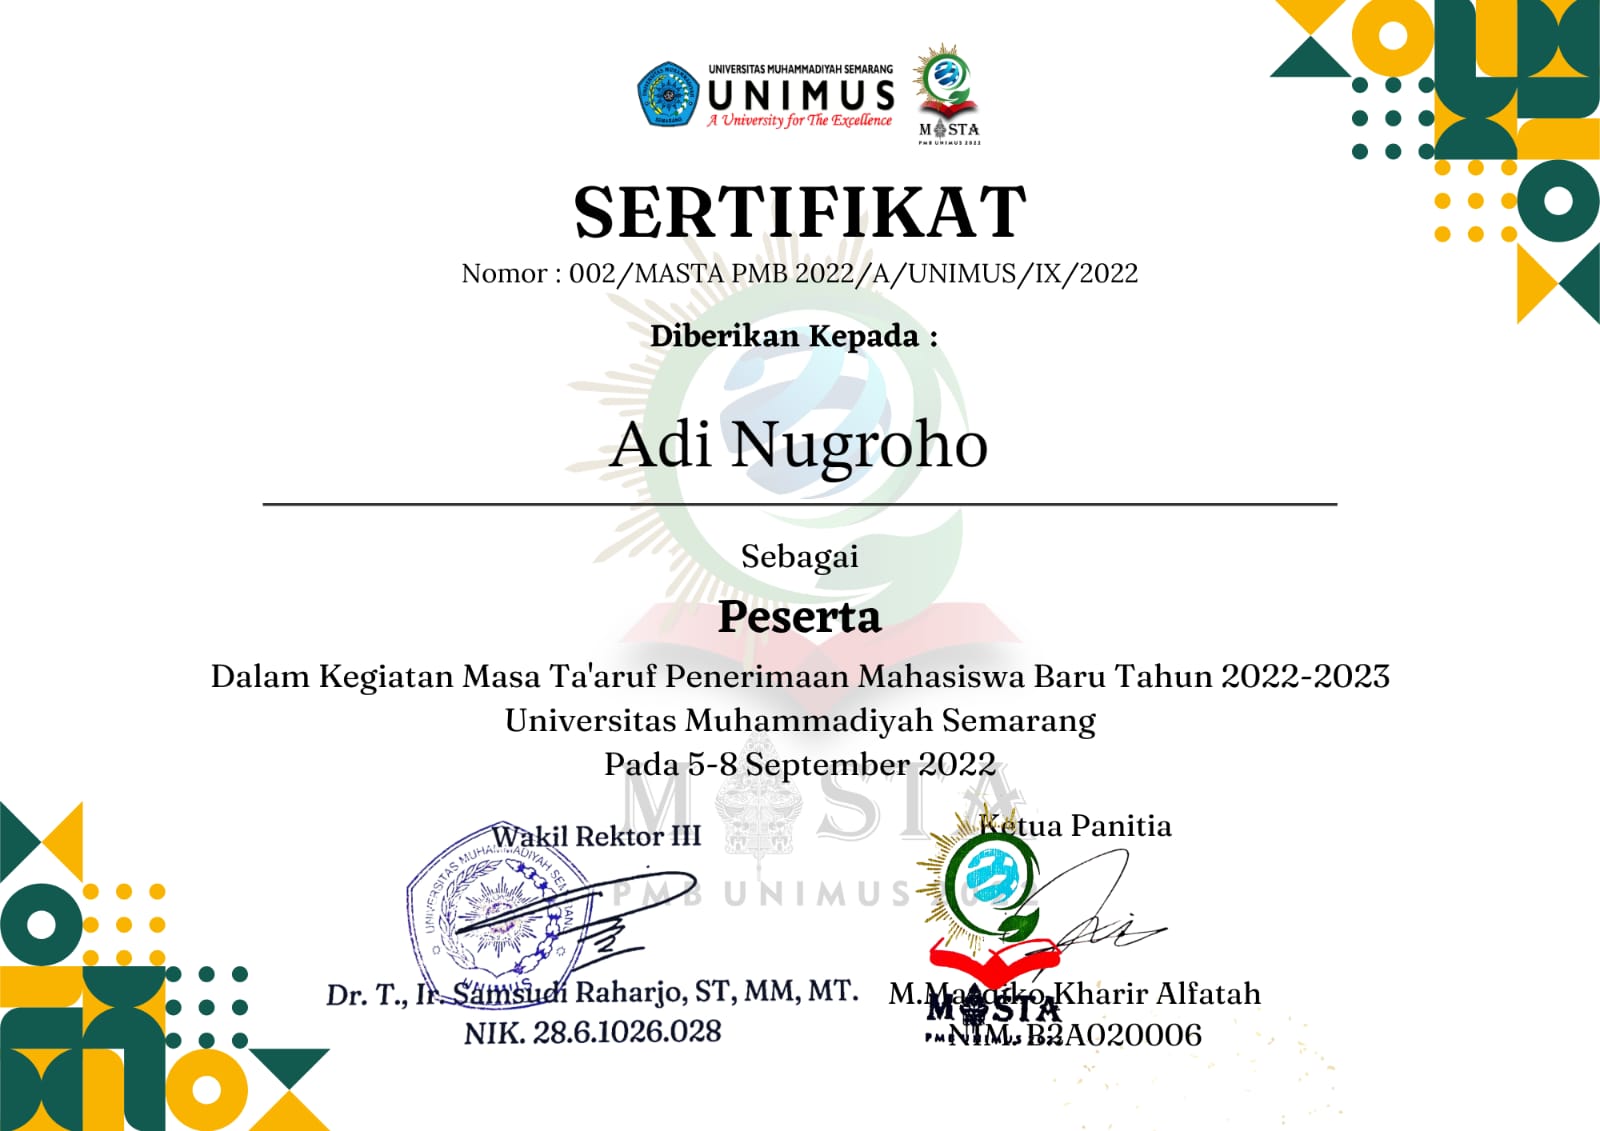 UNIVERSITAS MUHAMMADIYAH SEMARANG
UNIMUS
A University for The Excellence
MASTA
PMB UNIMUS 2022
SERTIFIKAT
Nomor : 002/MASTA PMB 2022/A/UNIMUS/IX/2022
Diberikan Kepada :
Adi Nugroho
Sebagai
Peserta
Dalam Kegiatan Masa Ta'aruf Penerimaan Mahasiswa Baru Tahun 2022-2023
Universitas Muhammadiyah Semarang
Pada 5-8 September 2022
MASTA
PMB UNIMUS 2022
Wakil Rektor III
UNIVERSITAS MUHAMMADIYAH SEMARANG
UNIMUS
Dr. T., Ir. Samsudi Raharjo, ST, MM, MT.
NIK. 28.6.1026.028
Ketua Panitia
M. Kharir Alfatah
NIM. B2A020006
MASTA
PMB UNIMUS 2022